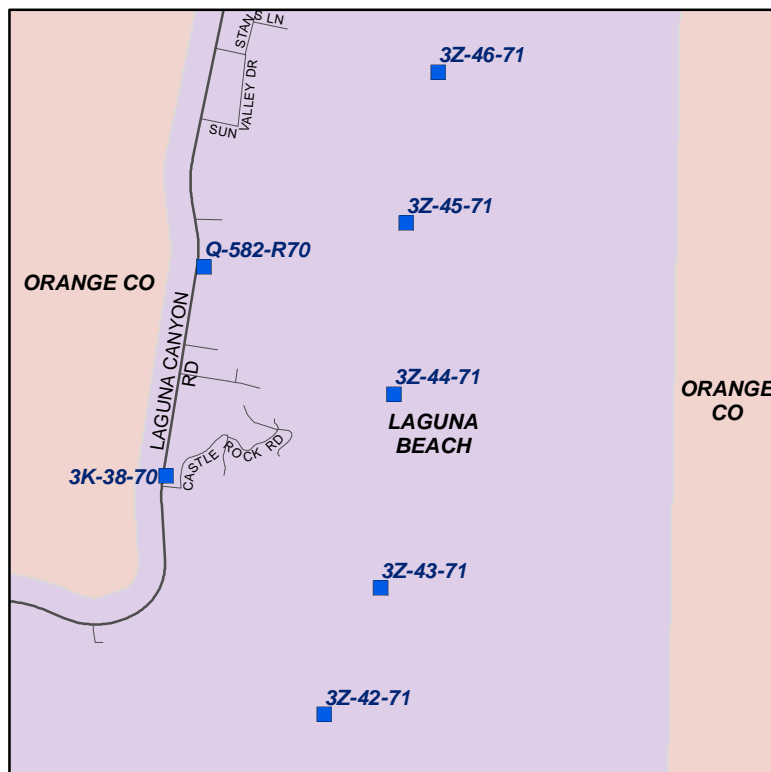 S LN
STAN
3Z-46-71
VALLEY DR
SUN
3Z-45-71
Q-582-R70
ORANGE CO
LAGUNA CANYON
RD
3Z-44-71
ORANGE
CO
LAGUNA
BEACH
CASTLE ROCK RD
3K-38-70
3Z-43-71
3Z-42-71